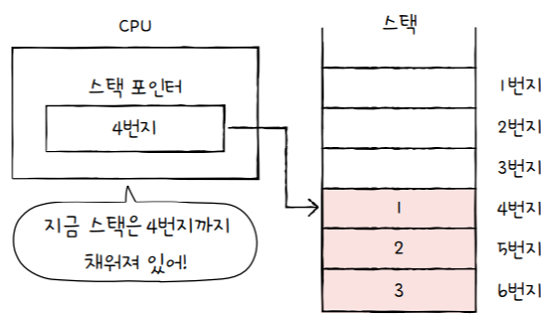 CPU
스택 포인터
4번지
지금 스택은 4번지까지
채워져 있어!
스택
1번지
2번지
3번지
1 4번지
2 5번지
3 6번지